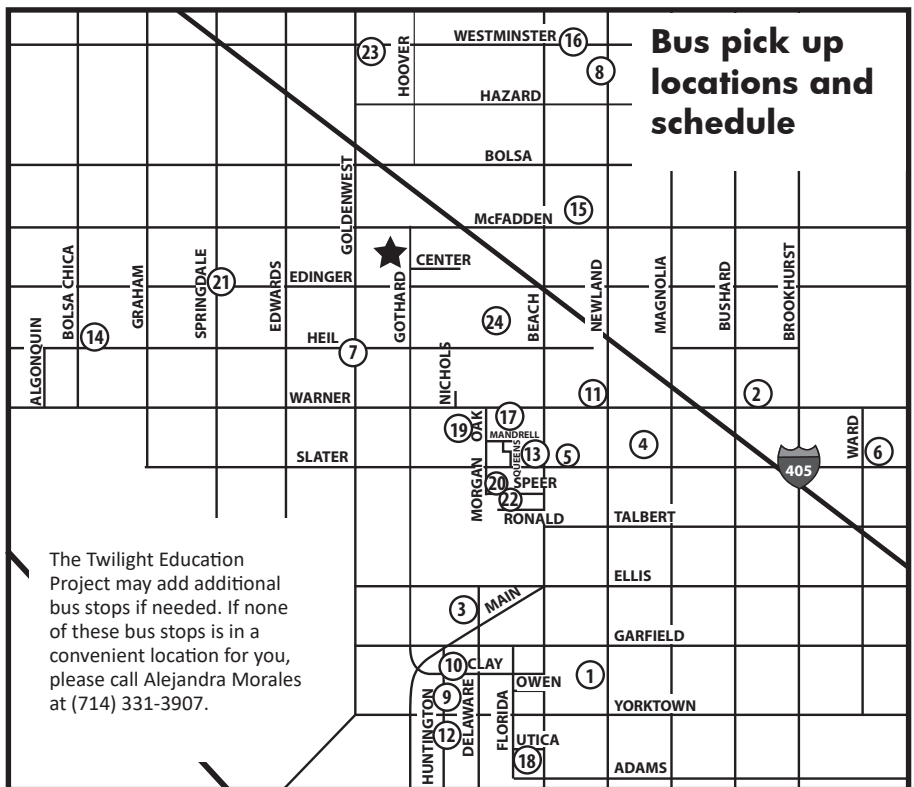 Bus pick up
locations and
schedule
WESTMINSTER
16
23
HOOVER
8
HAZARD
BOLSA
GOLDENWEST
McFADDEN
15
CENTER
BOLSA CHICA
GRAHAM
SPRINGDALE
21
EDWARDS
EDINGER
GOTHARD
BEACH
NEWLAND
MAGNOLIA
BUSHARD
BROOKHURST
24
ALGONQUIN
14
HEIL
7
NICHOLS
WARNER
11
2
19
OAK
17
MANDRELL
QUEENS
13
5
4
WARD
6
SLATER
405
MORGAN
20
SPEER
22
RONALD
TALBERT
ELLIS
3
MAIN
GARFIELD
10
CLAY
OWEN
1
HUNTINGTON
9
DELAWARE
FLORIDA
YORKTOWN
12
UTICA
18
ADAMS
The Twilight Education
Project may add additional
bus stops if needed. If none
of these bus stops is in a
convenient location for you,
please call Alejandra Morales
at (714) 331-3907.